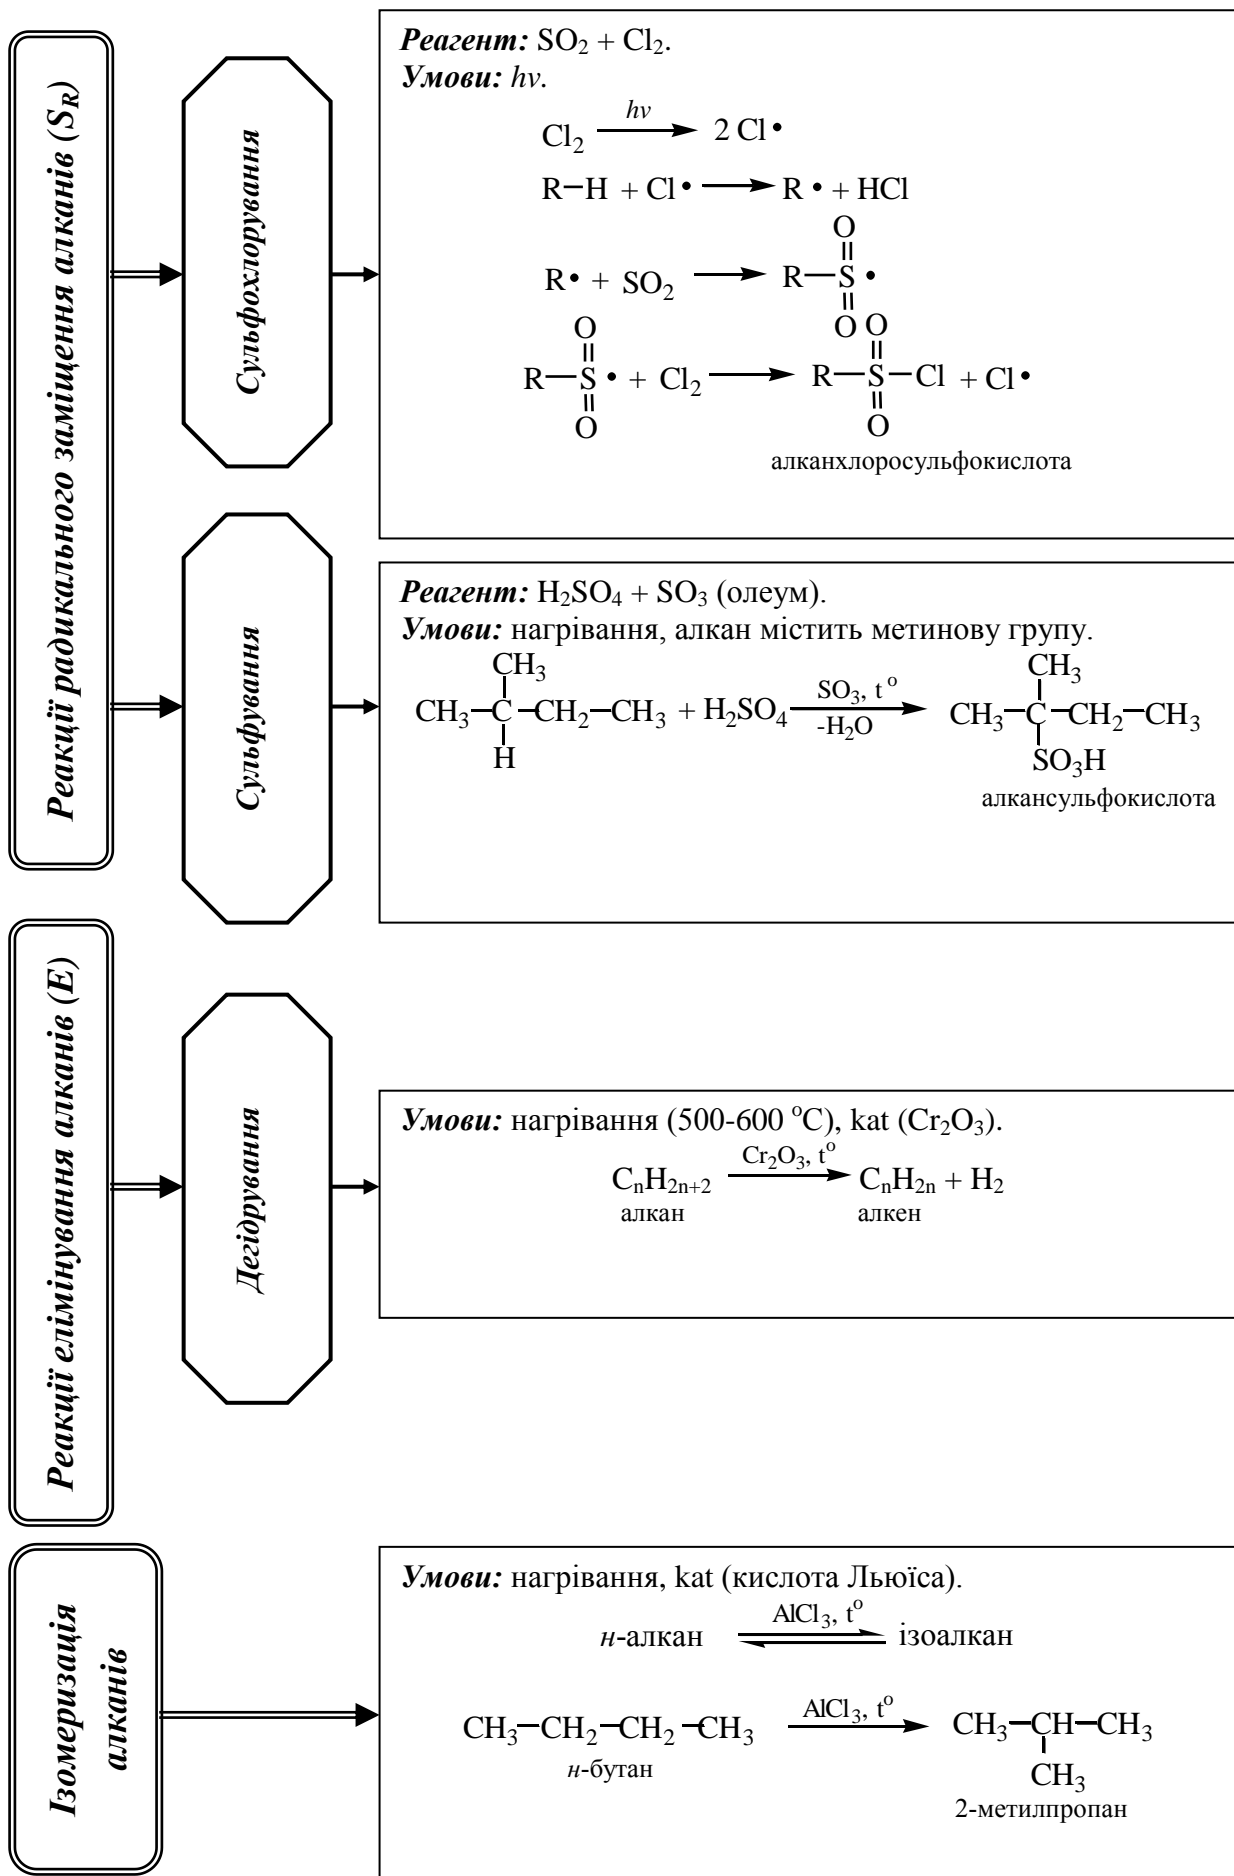 Реакції радикального заміщення алканів (S_R)
Сульфохлорування
Реагент: SO₂ + Cl₂.
Умови: hν.
Cl₂ —hν→ 2 Cl•
R–H + Cl• → R• + HCl
R• + SO₂ → R–S(=O)(=O)•
R–S(=O)(=O)• + Cl₂ → R–S(=O)(=O)–Cl + Cl•
алканхлоросульфокислота
Сульфування
Реагент: H₂SO₄ + SO₃ (олеум).
Умови: нагрівання, алкан містить метинову групу.
CH₃ CH₃
CH₃–C–CH₂–CH₃ + H₂SO₄ —SO₃, t°→ CH₃–C–CH₂–CH₃
-H₂O
H SO₃H
алкансульфокислота
Реакції елімінування алканів (E)
Дегідрування
Умови: нагрівання (500-600 °C), kat (Cr₂O₃).
CₙH₂ₙ₊₂ —Cr₂O₃, t°→ CₙH₂ₙ + H₂
алкан алкен
Ізомеризація
алканів
Умови: нагрівання, kat (кислота Льюїса).
н-алкан ⇌ AlCl₃, t° ізоалкан
CH₃–CH₂–CH₂–CH₃ —AlCl₃, t°→ CH₃–CH–CH₃
н-бутан
CH₃
2-метилпропан